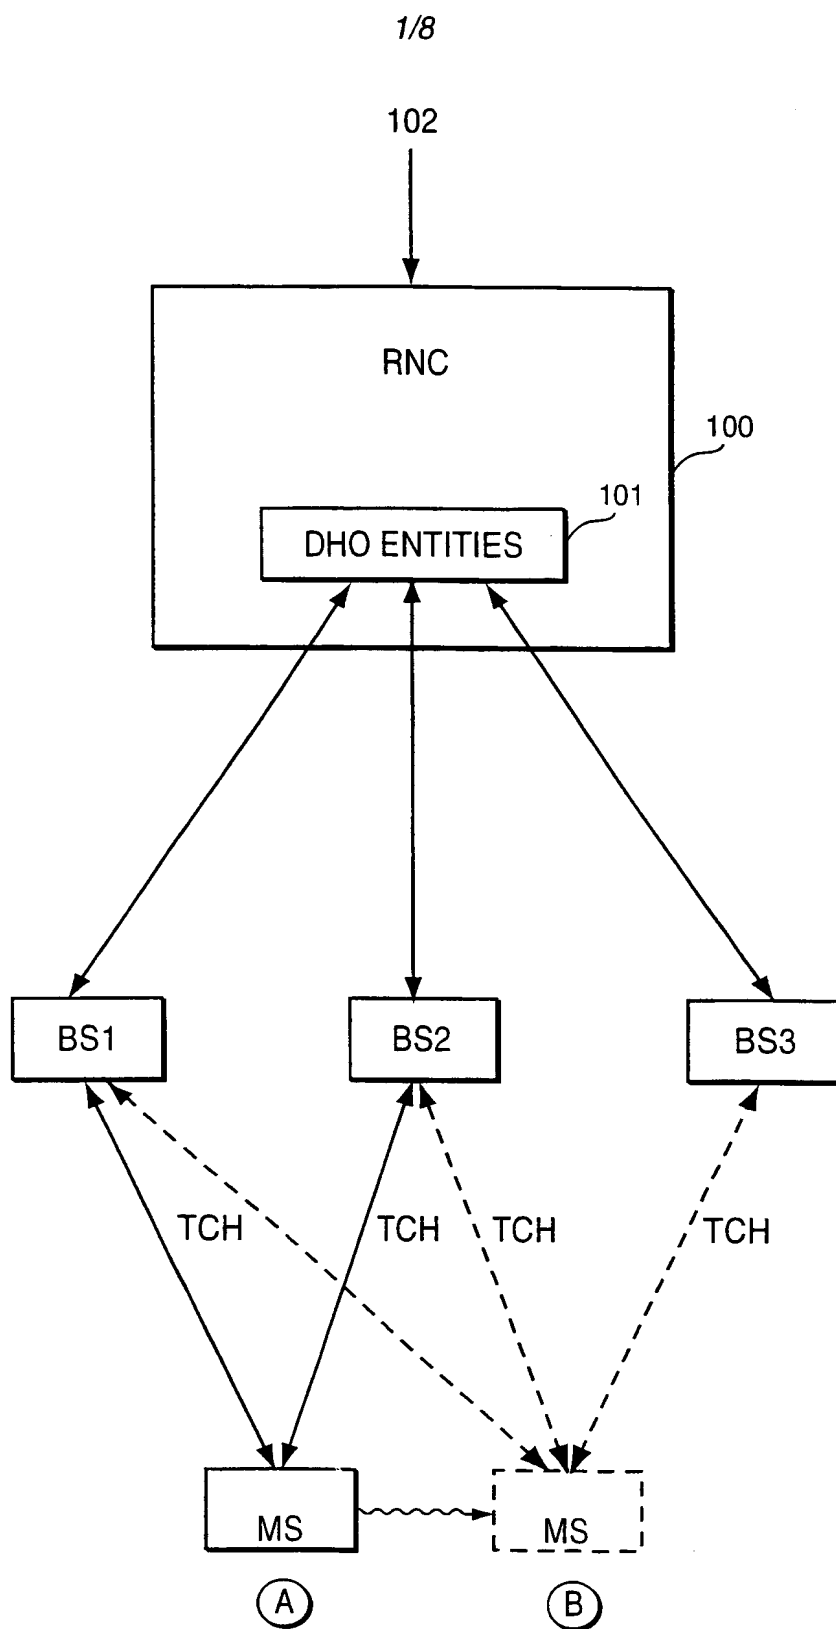 1/8
102
RNC
100
101
DHO ENTITIES
BS1
BS2
BS3
TCH
TCH
TCH
TCH
MS
MS
A
B